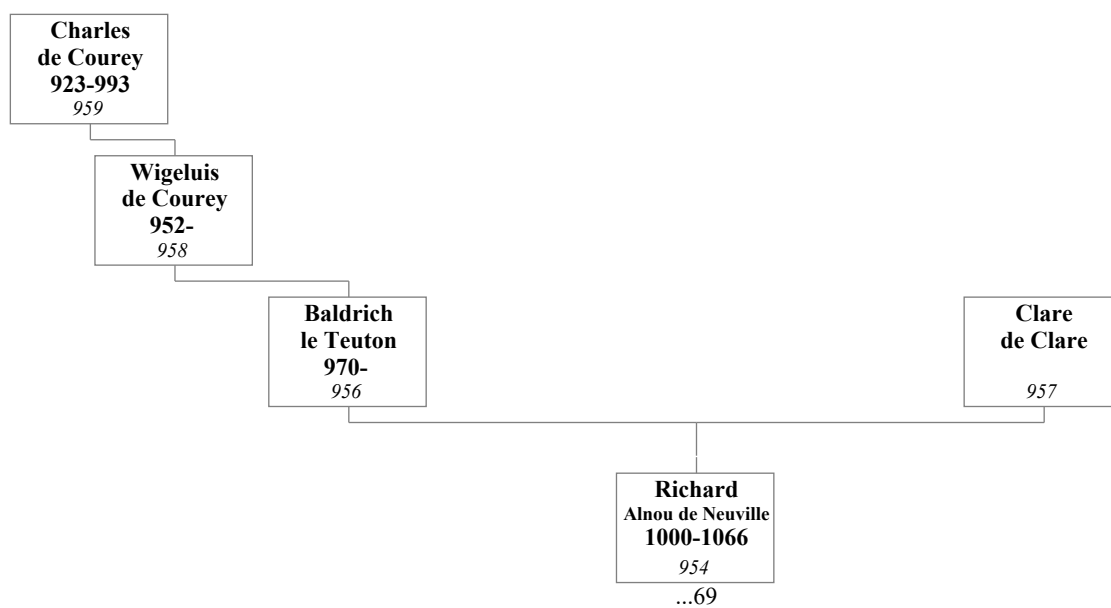 Charles
de Courey
923-993
959
Wigeluis
de Courey
952-
958
Baldrich
le Teuton
970-
956
Clare
de Clare
957
Richard
Alnou de Neuville
1000-1066
954
...69